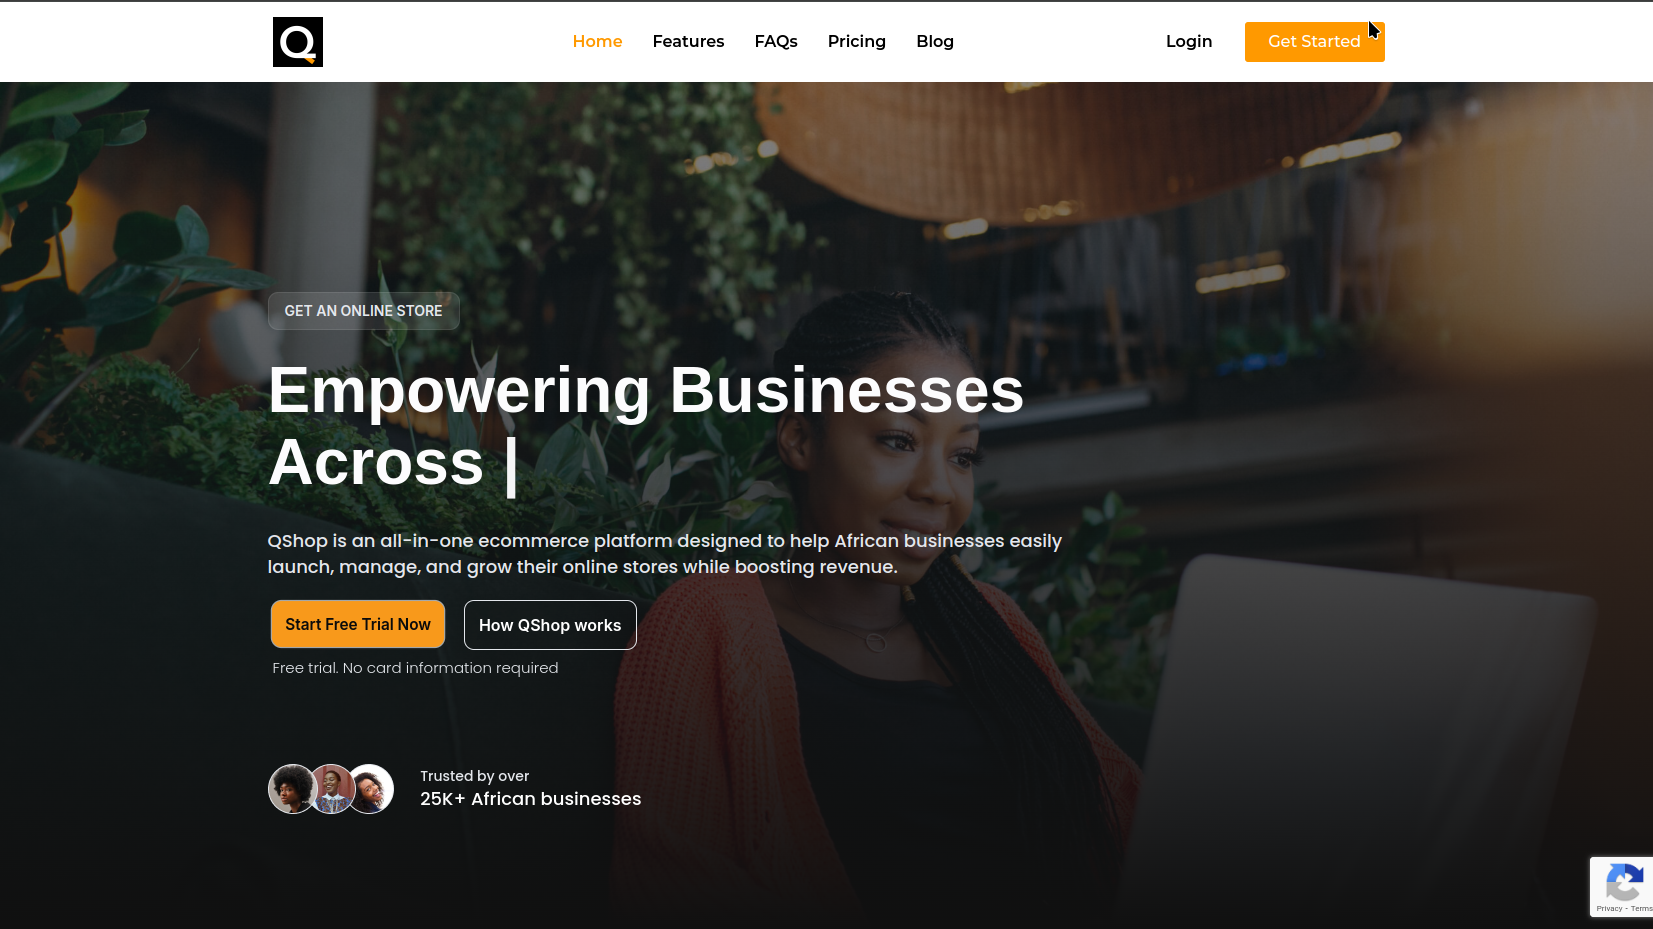 Q
Home Features FAQs Pricing Blog Login Get Started
GET AN ONLINE STORE
Empowering Businesses
Across |
QShop is an all-in-one ecommerce platform designed to help African businesses easily
launch, manage, and grow their online stores while boosting revenue.
Start Free Trial Now How QShop works
Free trial. No card information required
Trusted by over
25K+ African businesses
Privacy - Terms